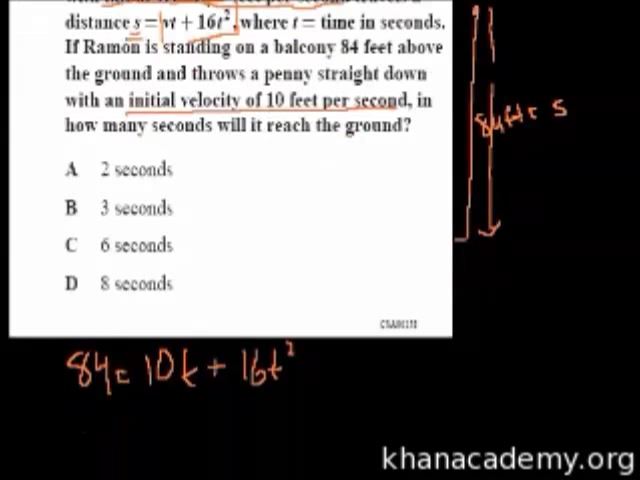 distance s = vt + 16t², where t = time in seconds.
If Ramón is standing on a balcony 84 feet above
the ground and throws a penny straight down
with an initial velocity of 10 feet per second, in
how many seconds will it reach the ground?
A 2 seconds
B 3 seconds
C 6 seconds
D 8 seconds
84 ft = s
84 = 10t + 16t²
khanacademy.org